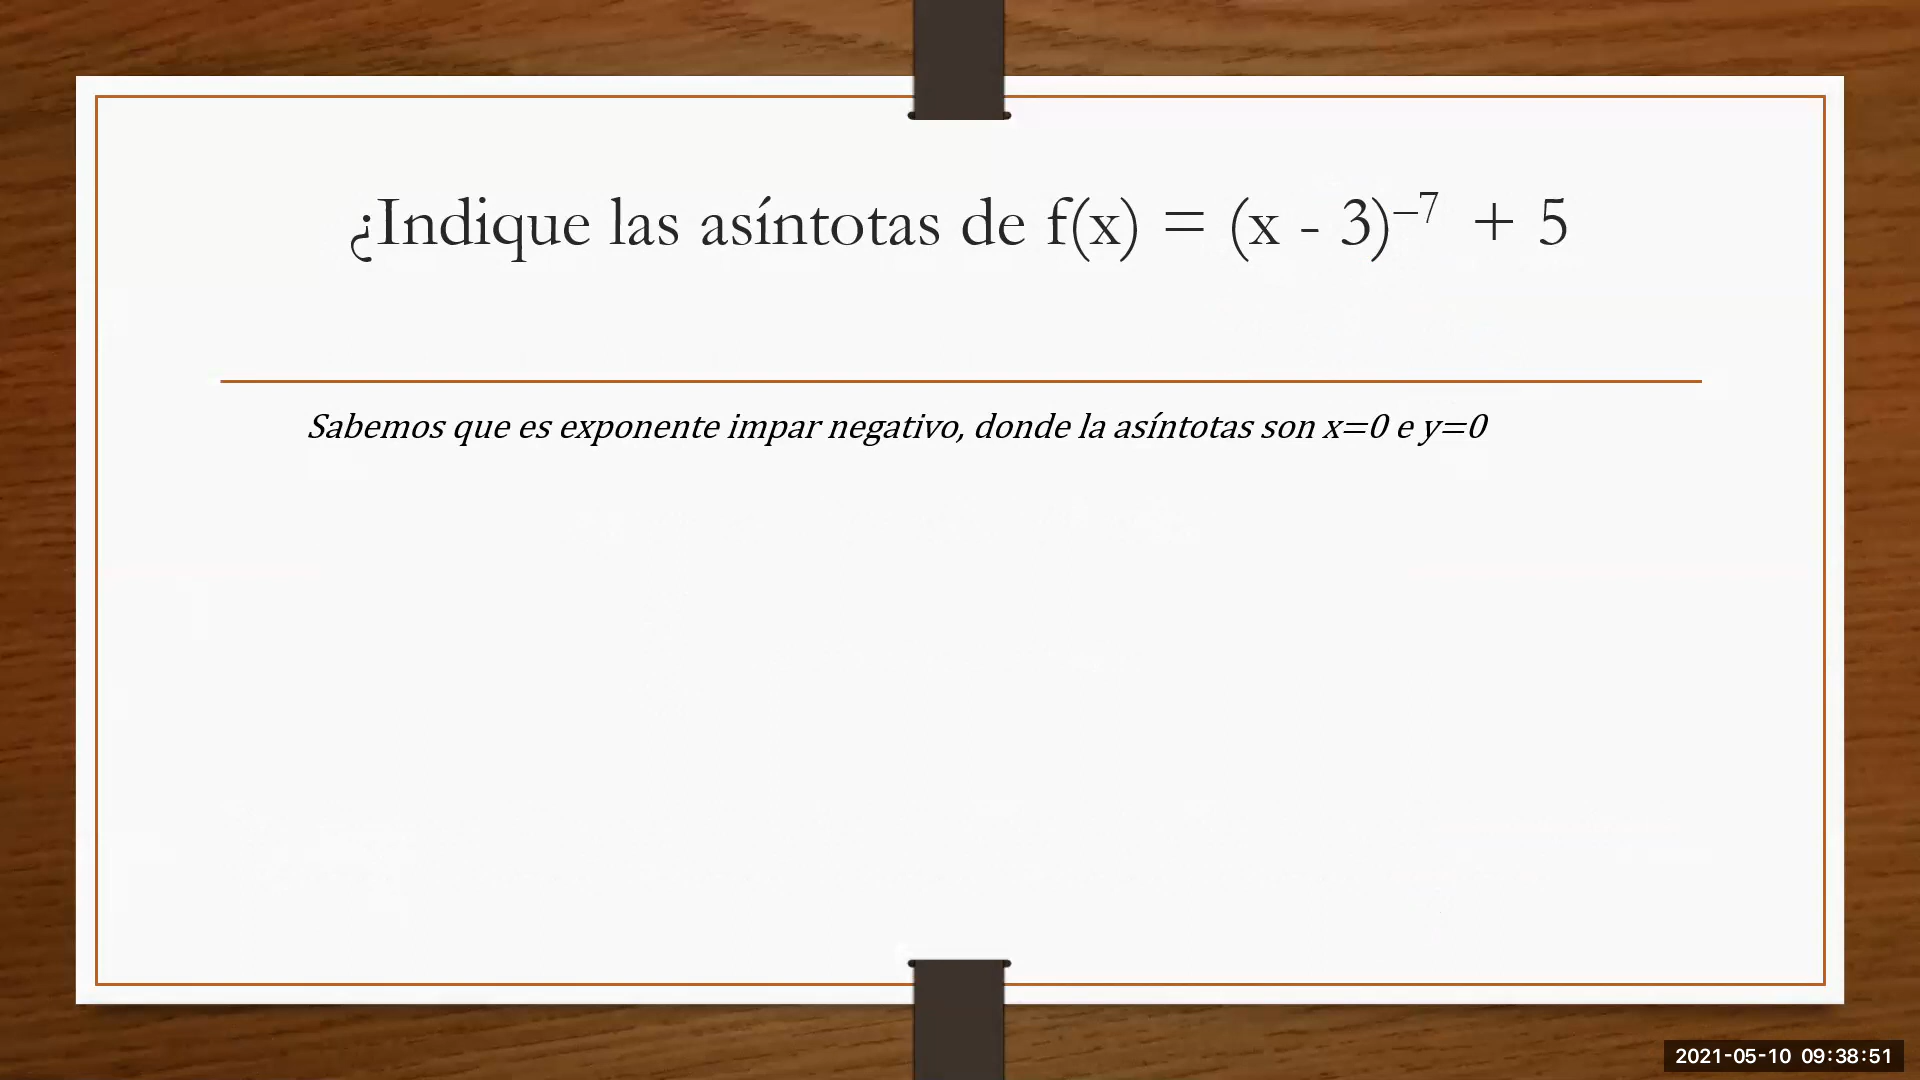 ¿Indique las asíntotas de f(x) = (x - 3)⁻⁷ + 5
Sabemos que es exponente impar negativo, donde la asíntotas son x=0 e y=0
2021-05-10 09:38:51